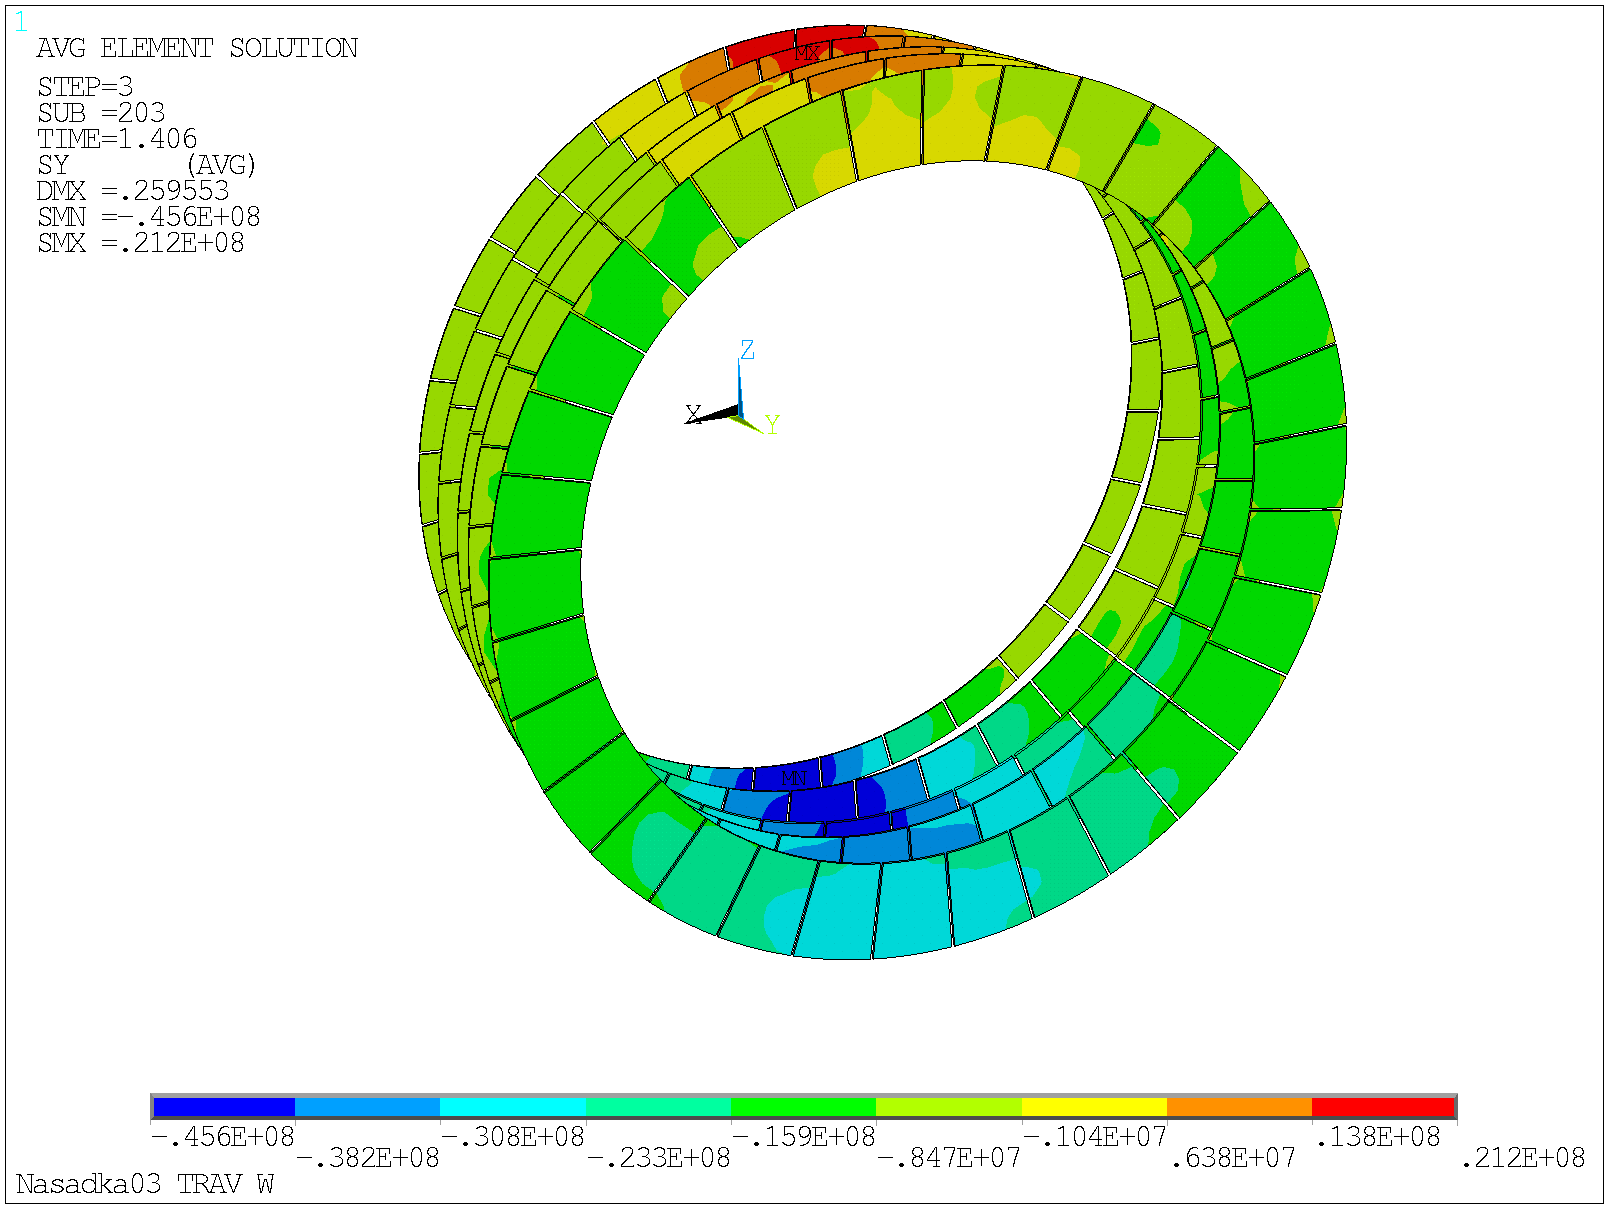 1
AVG ELEMENT SOLUTION
STEP=3
SUB =203
TIME=1.406
SY (AVG)
DMX =.259553
SMN =-.456E+08
SMX =.212E+08
MX
Z
X
Y
MN
-.456E+08 -.308E+08 -.159E+08 -.104E+07 .138E+08
-.382E+08 -.233E+08 -.847E+07 .638E+07 .212E+08
Nasadka03 TRAV W